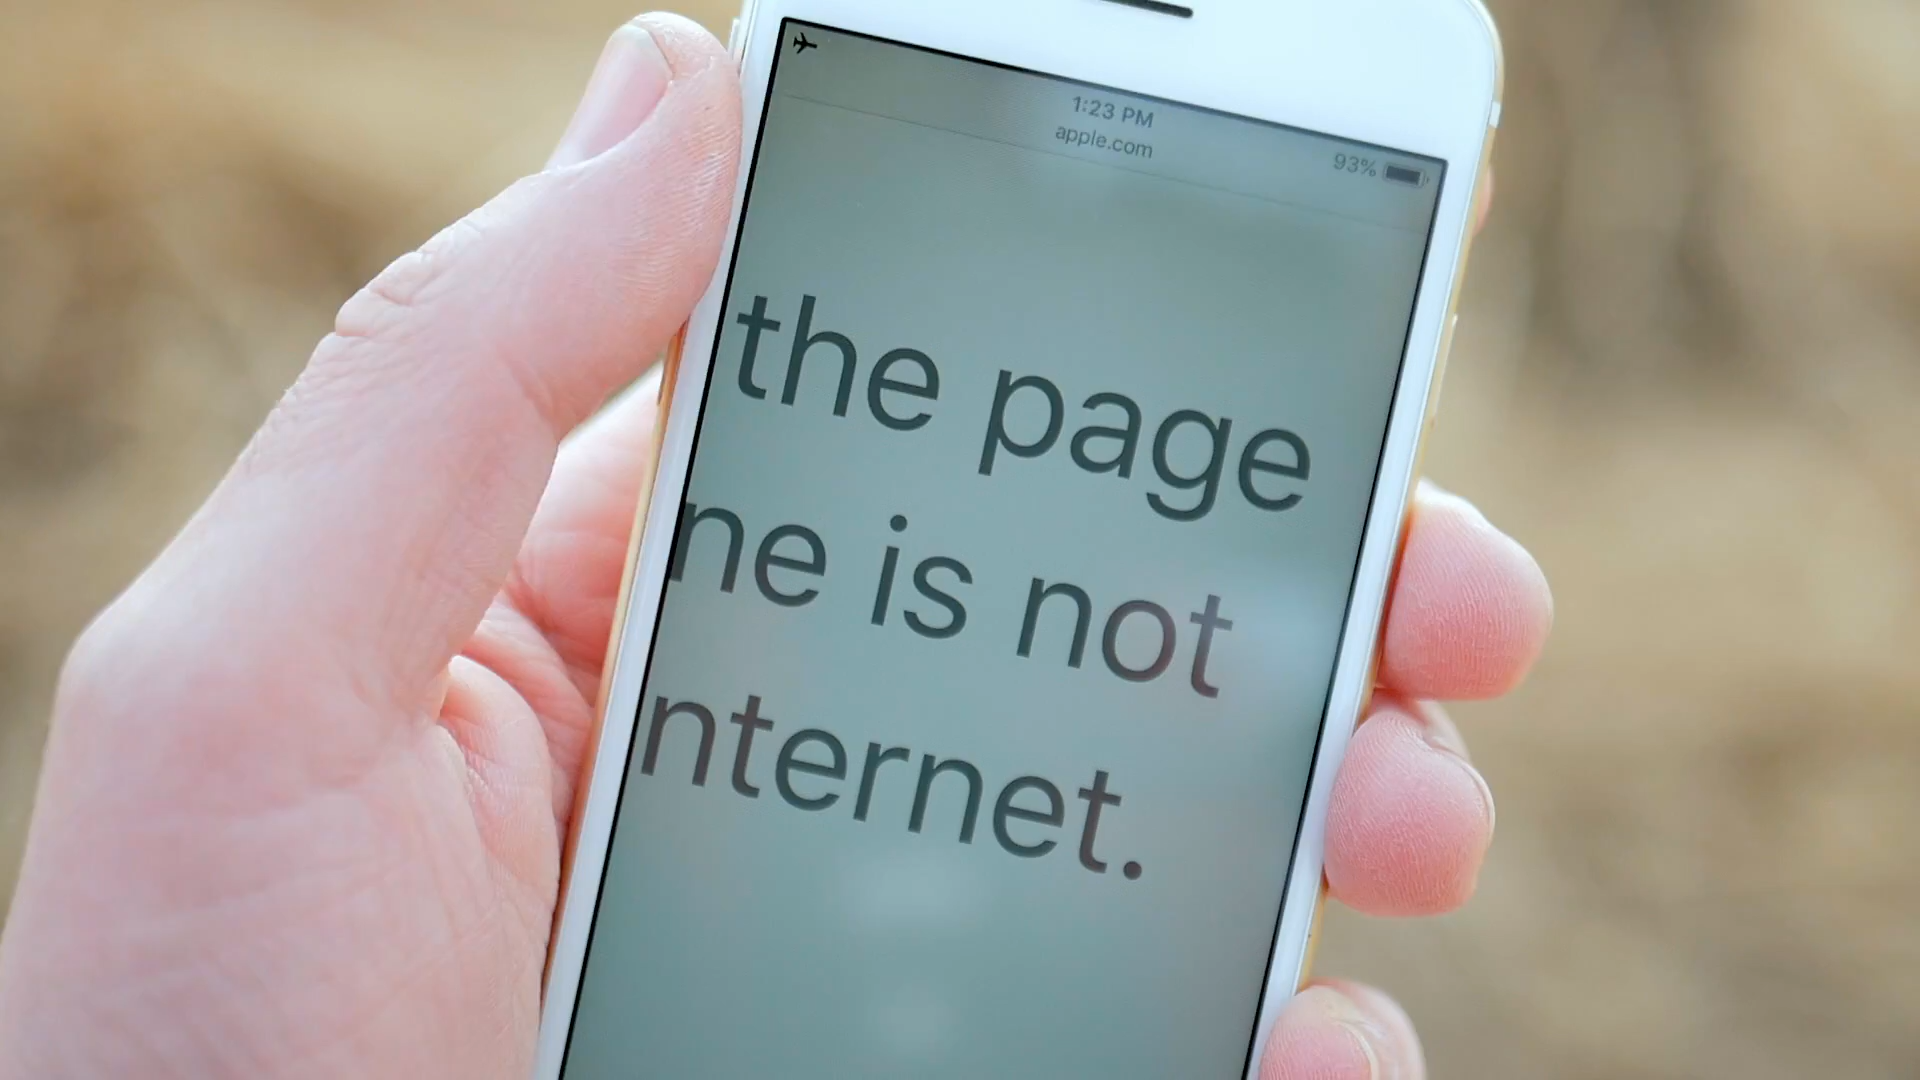 1:23 PM
apple.com
93%
the page
ne is not
nternet.